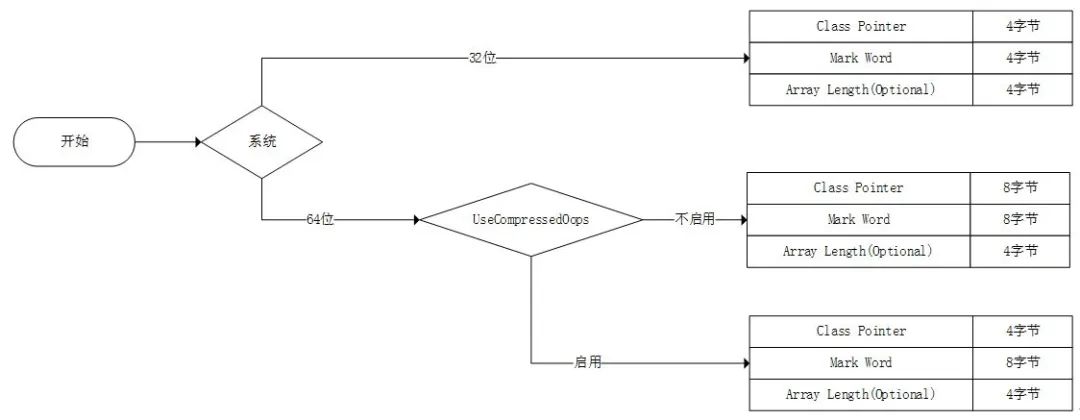 Class Pointer 4字节
32位 Mark Word 4字节
Array Length(Optional) 4字节
开始
系统
Class Pointer 8字节
64位 UseCompressedOops 不启用 Mark Word 8字节
Array Length(Optional) 4字节
Class Pointer 4字节
启用 Mark Word 8字节
Array Length(Optional) 4字节